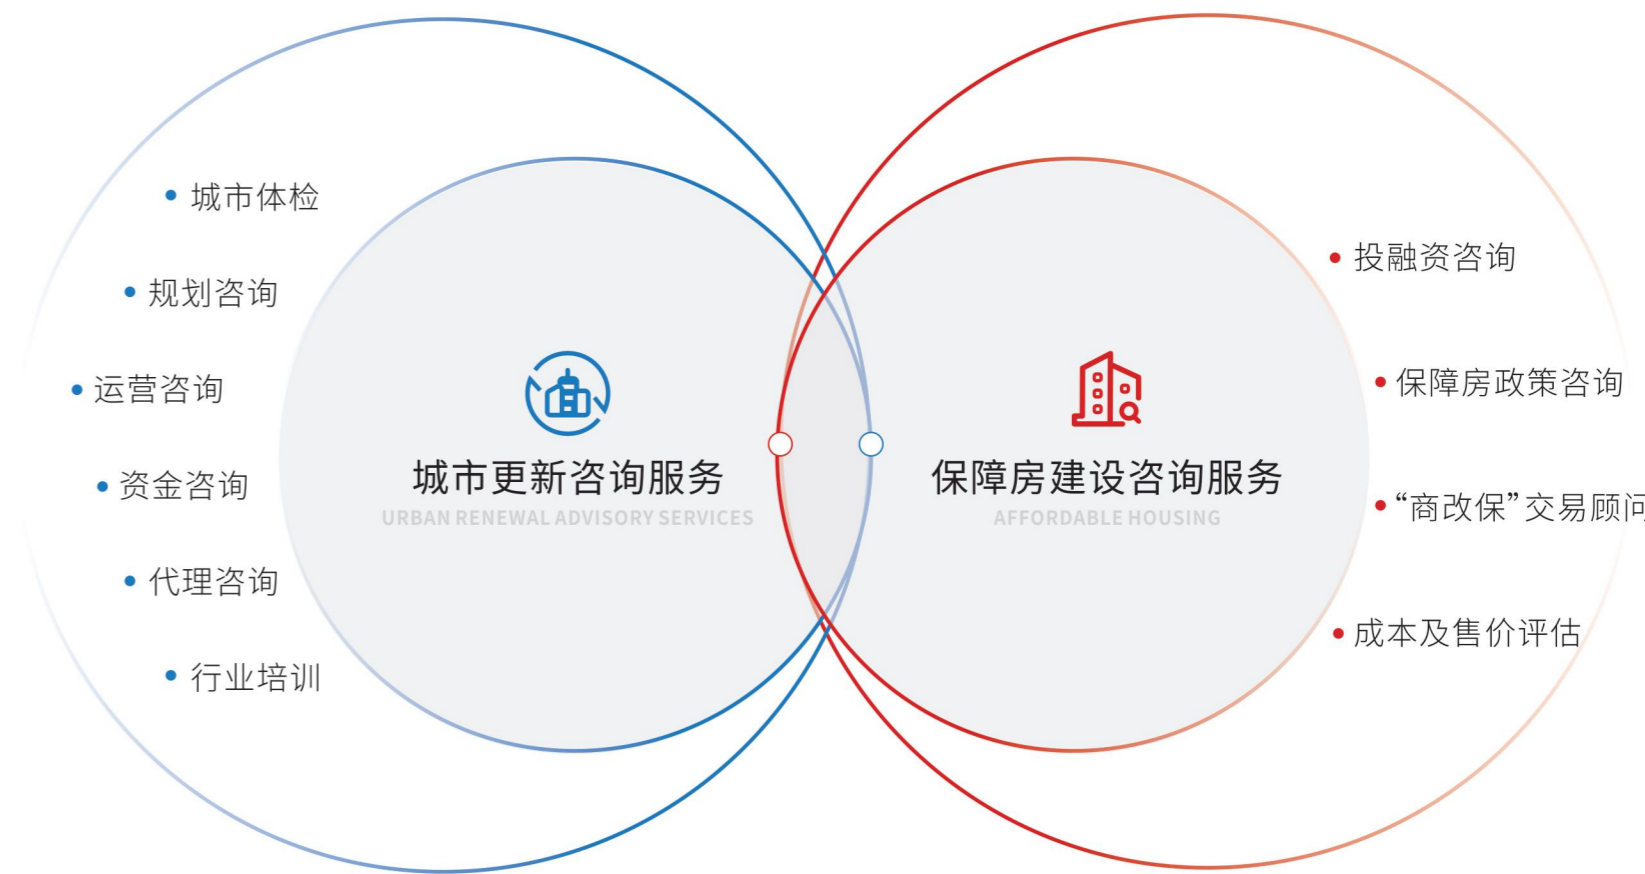 城市体检
规划咨询
运营咨询
资金咨询
代理咨询
行业培训
城市更新咨询服务
URBAN RENEWAL ADVISORY SERVICES
保障房建设咨询服务
AFFORDABLE HOUSING
投融资咨询
保障房政策咨询
“商改保”交易顾问
成本及售价评估